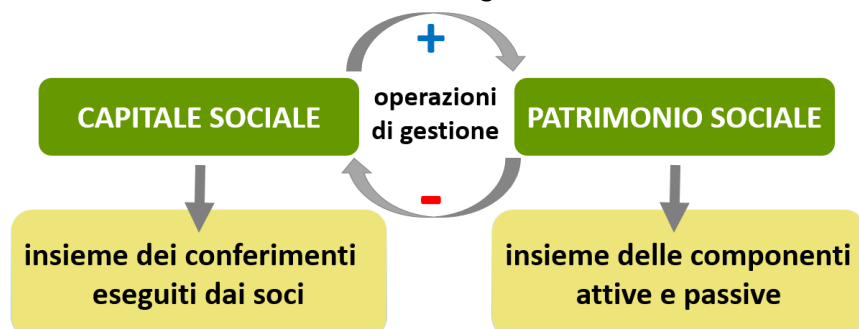 +
CAPITALE SOCIALE
operazioni
di gestione
PATRIMONIO SOCIALE
-
insieme dei conferimenti
eseguiti dai soci
insieme delle componenti
attive e passive